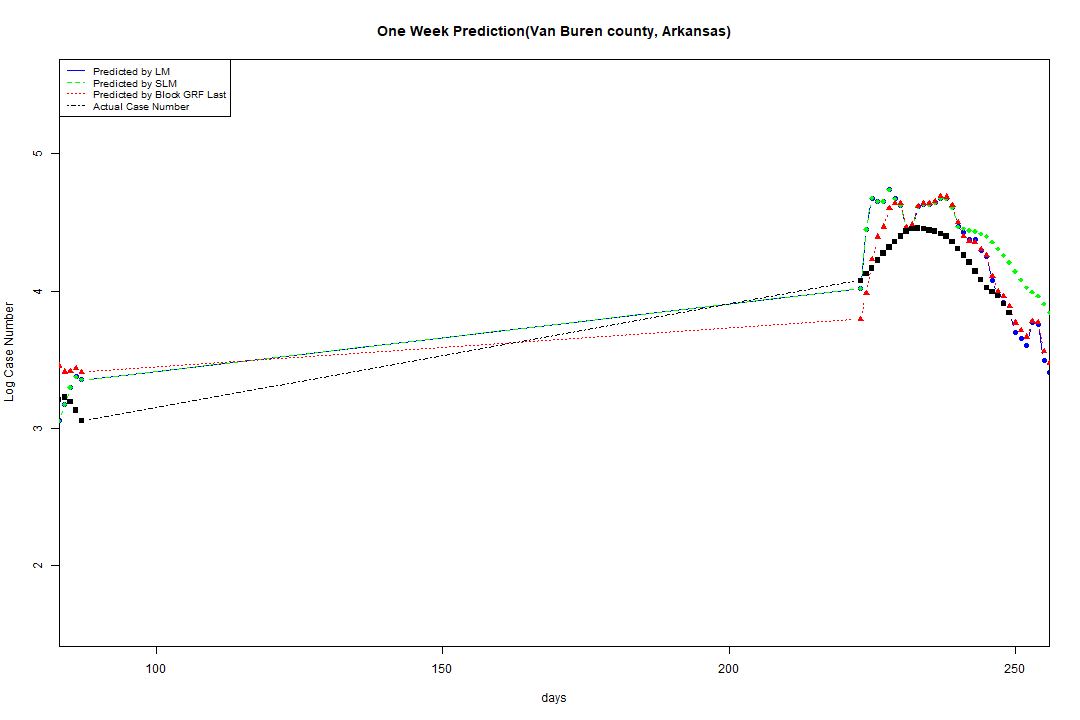 One Week Prediction(Van Buren county, Arkansas)
Predicted by LM
Predicted by SLM
Predicted by Block GRF Last
Actual Case Number
5
4
3
2
Log Case Number
100
150
200
250
days